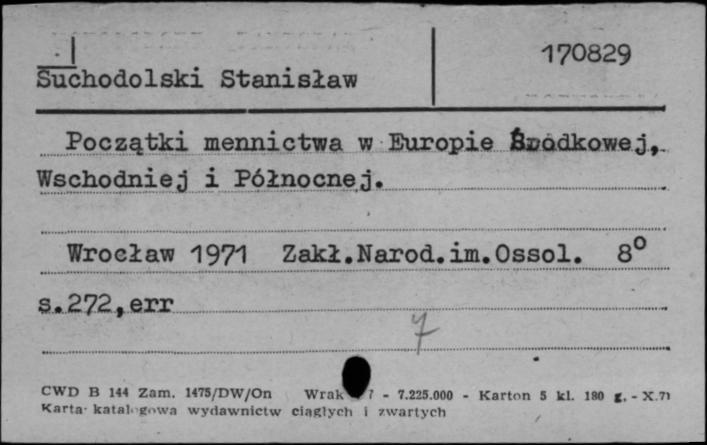 170829
Suchodolski Stanisław
Początki mennictwa w Europie Środkowej,
Wschodniej i Północnej.
Wrocław 1971 Zakł.Narod.im.Ossol. 8°
s.272,err
7
CWD B 144 Zam. 1475/DW/On Wrak 7 - 7.225.000 - Karton 5 kl. 180 g. - X.71
Karta katalogowa wydawnictw ciągłych i zwartych